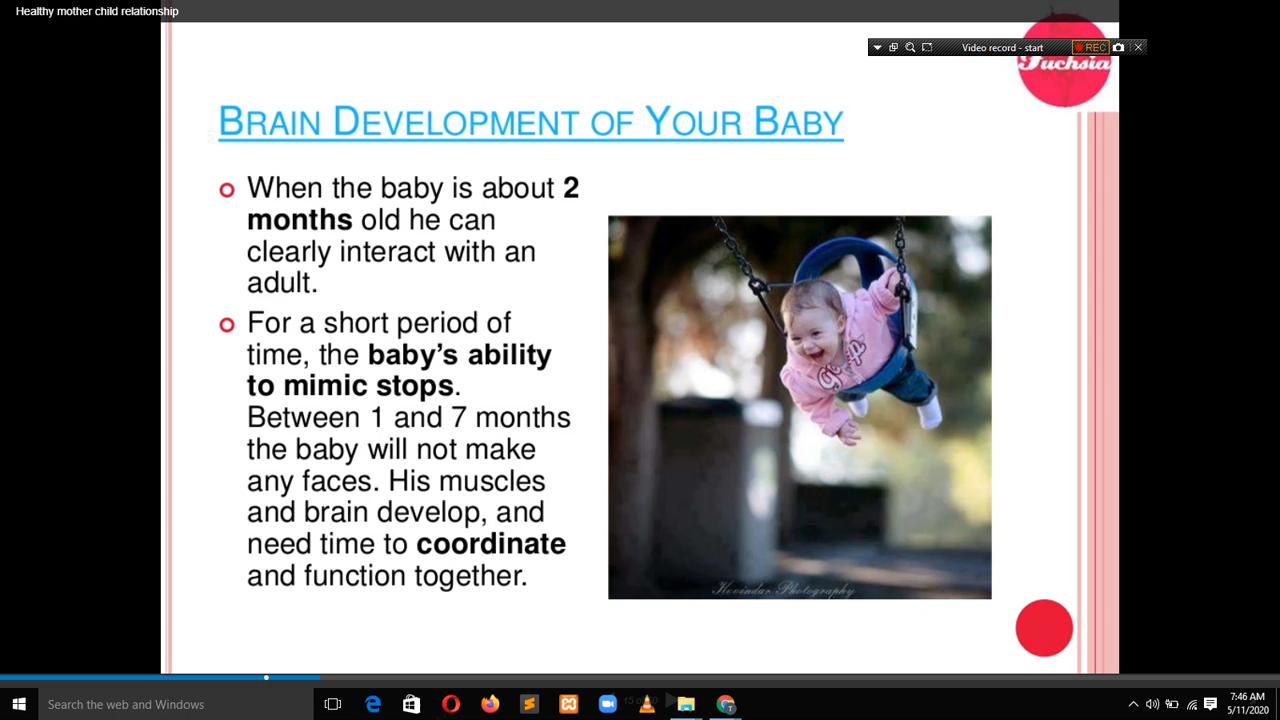 Healthy mother child relationship
Video record - start
REC
Fuchsia
BRAIN DEVELOPMENT OF YOUR BABY
When the baby is about 2
months old he can
clearly interact with an
adult.
For a short period of
time, the baby's ability
to mimic stops.
Between 1 and 7 months
the baby will not make
any faces. His muscles
and brain develop, and
need time to coordinate
and function together.
Kovindar Photography
Search the web and Windows
7:46 AM
5/11/2020